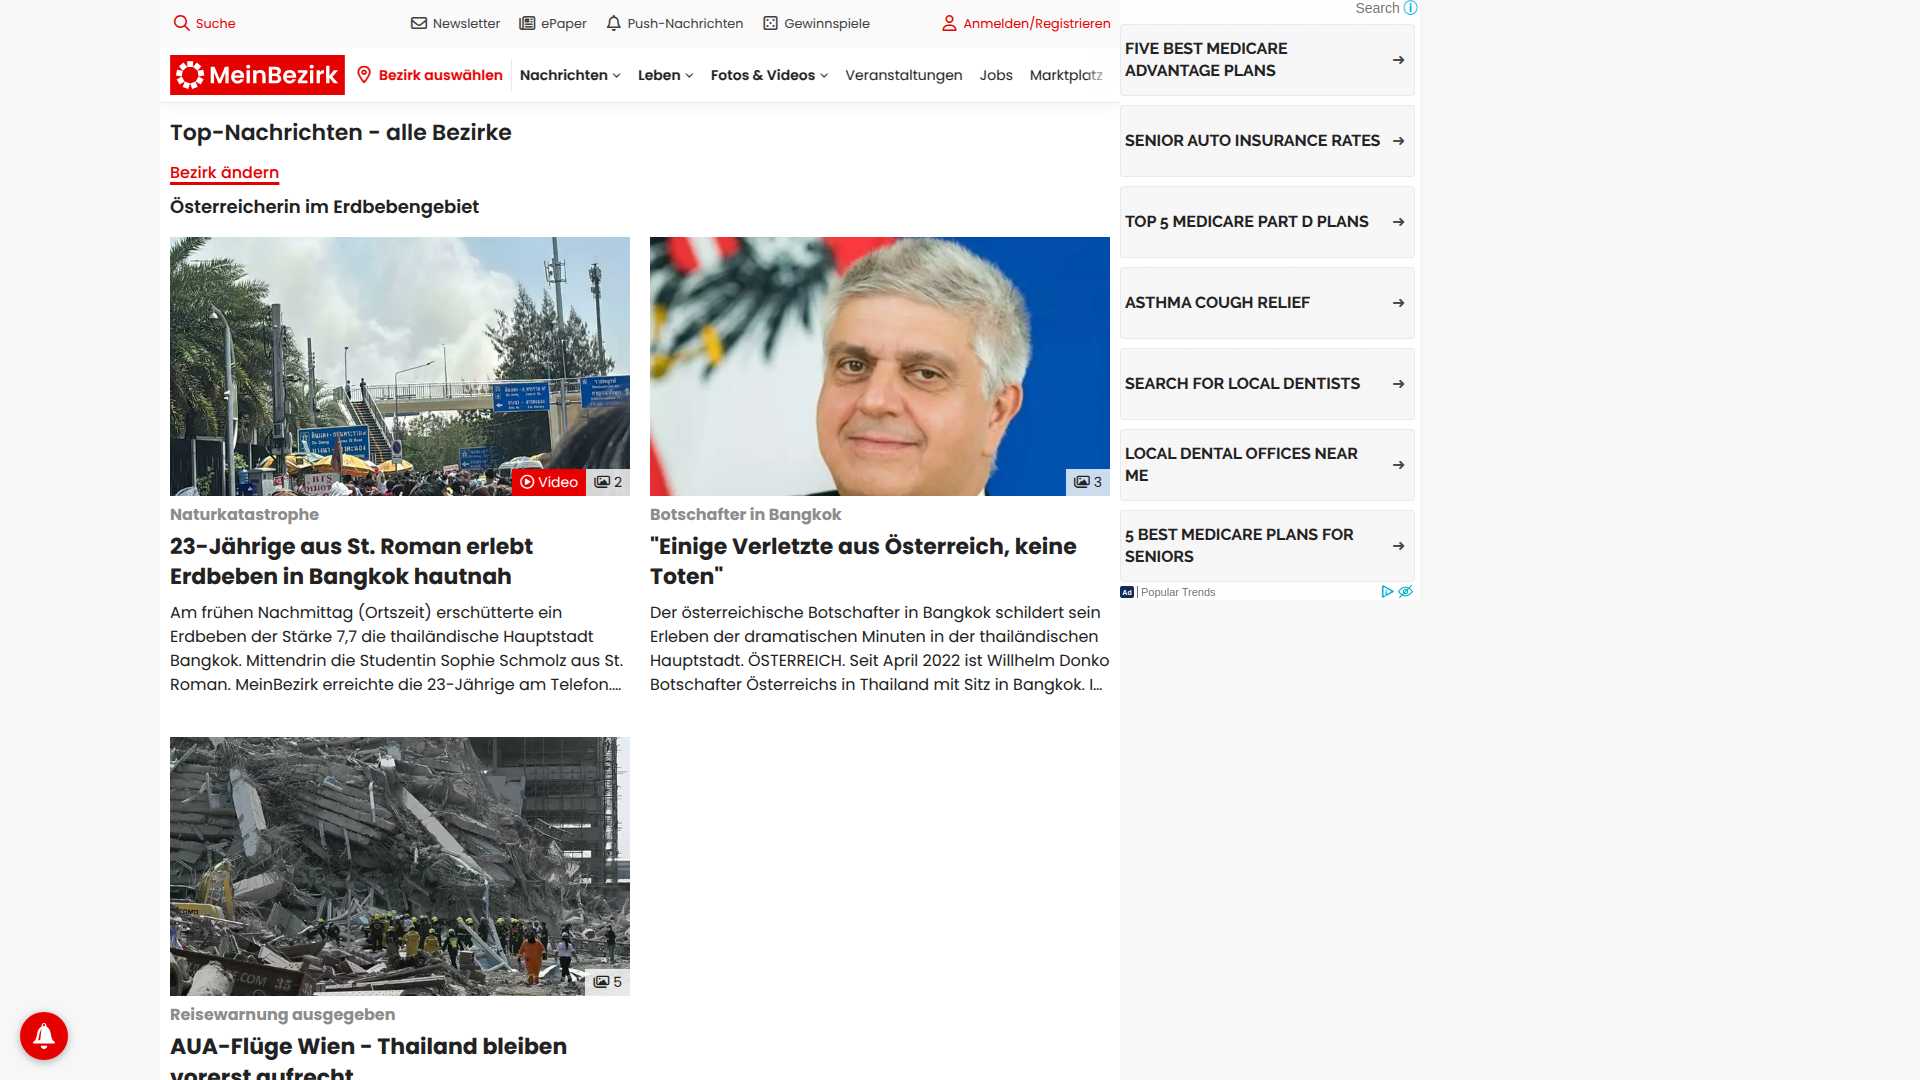 Suche
Newsletter
ePaper
Push-Nachrichten
Gewinnspiele
Anmelden/Registrieren
MeinBezirk
Bezirk auswählen
Nachrichten
Leben
Fotos & Videos
Veranstaltungen
Jobs
Marktplatz
Top-Nachrichten - alle Bezirke
Bezirk ändern
Österreicherin im Erdbebengebiet
Video
2
Naturkatastrophe
23-Jährige aus St. Roman erlebt
Erdbeben in Bangkok hautnah
Am frühen Nachmittag (Ortszeit) erschütterte ein
Erdbeben der Stärke 7,7 die thailändische Hauptstadt
Bangkok. Mittendrin die Studentin Sophie Schmolz aus St.
Roman. MeinBezirk erreichte die 23-Jährige am Telefon....
3
Botschafter in Bangkok
"Einige Verletzte aus Österreich, keine
Toten"
Der österreichische Botschafter in Bangkok schildert sein
Erleben der dramatischen Minuten in der thailändischen
Hauptstadt. ÖSTERREICH. Seit April 2022 ist Willhelm Donko
Botschafter Österreichs in Thailand mit Sitz in Bangkok. I...
5
Reisewarnung ausgegeben
AUA-Flüge Wien - Thailand bleiben
vorerst aufrecht
Search
FIVE BEST MEDICARE
ADVANTAGE PLANS
SENIOR AUTO INSURANCE RATES
TOP 5 MEDICARE PART D PLANS
ASTHMA COUGH RELIEF
SEARCH FOR LOCAL DENTISTS
LOCAL DENTAL OFFICES NEAR
ME
5 BEST MEDICARE PLANS FOR
SENIORS
Ad
Popular Trends